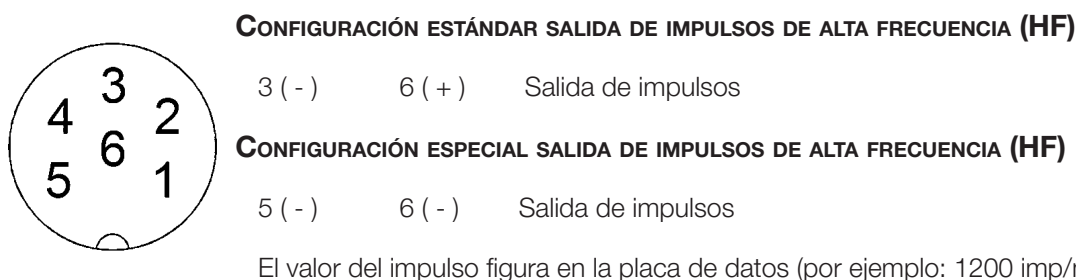 CONFIGURACIÓN ESTÁNDAR SALIDA DE IMPULSOS DE ALTA FRECUENCIA (HF)
3 ( - ) 6 ( + ) Salida de impulsos
CONFIGURACIÓN ESPECIAL SALIDA DE IMPULSOS DE ALTA FRECUENCIA (HF)
5 ( - ) 6 ( - ) Salida de impulsos
El valor del impulso figura en la placa de datos (por ejemplo: 1200
3
4 2
6
5 1